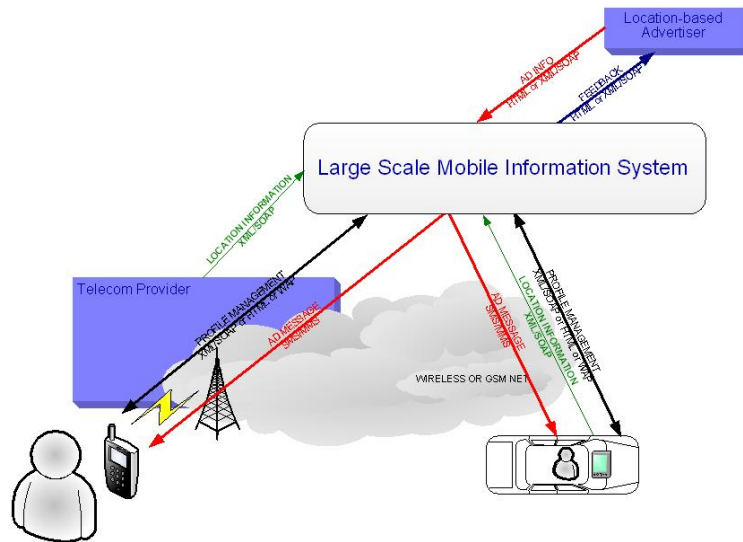 Location-based
Advertiser
AD INFO
HTML or XML/SOAP
FEEDBACK
HTML or XML/SOAP
Large Scale Mobile Information System
LOCATION INFORMATION
XML/SOAP
Telecom Provider
PROFILE MANAGEMENT
XML/SOAP or HTML or WAP
AD MESSAGE
SMS/MMS
AD MESSAGE
SMS/MMS
LOCATION INFORMATION
XML/SOAP
PROFILE MANAGEMENT
XML/SOAP or HTML or WAP
WIRELESS OR GSM NET